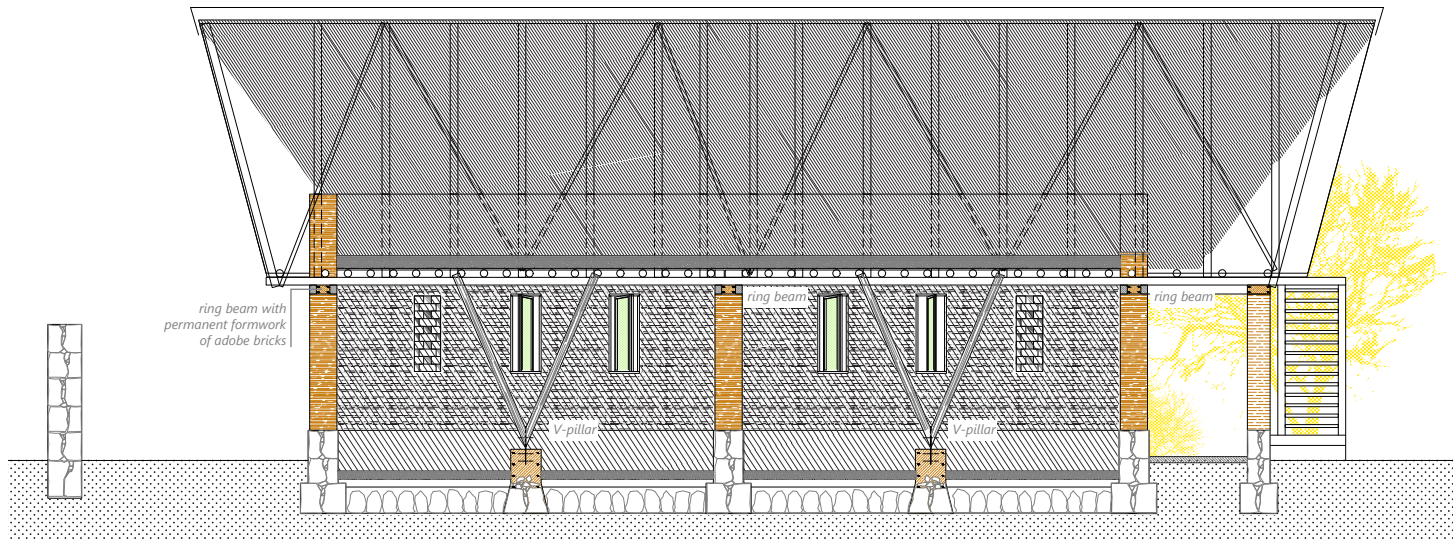 ring beam with
permanent formwork
of adobe bricks
ring beam
ring beam
V-pillar
V-pillar